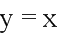 y = x